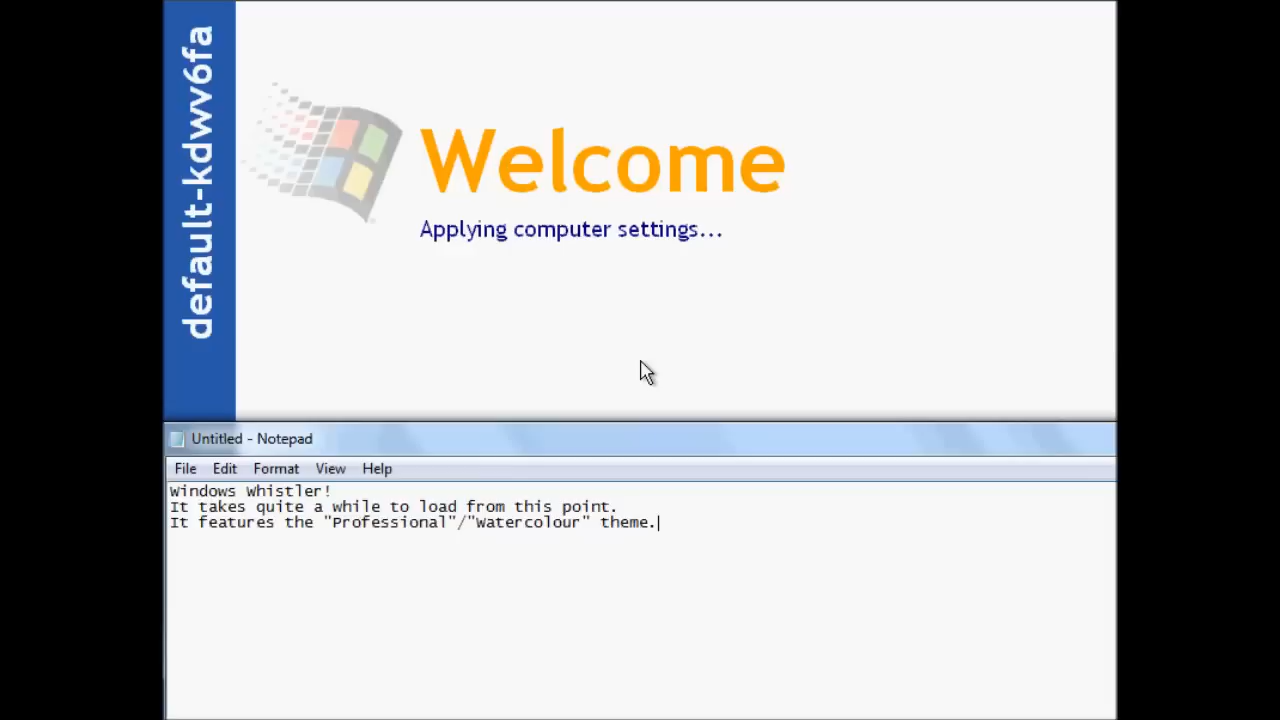 default-kdwv6fa
Welcome
Applying computer settings...
Untitled - Notepad
File Edit Format View Help
Windows Whistler!
It takes quite a while to load from this point.
It features the "Professional"/"Watercolour" theme.